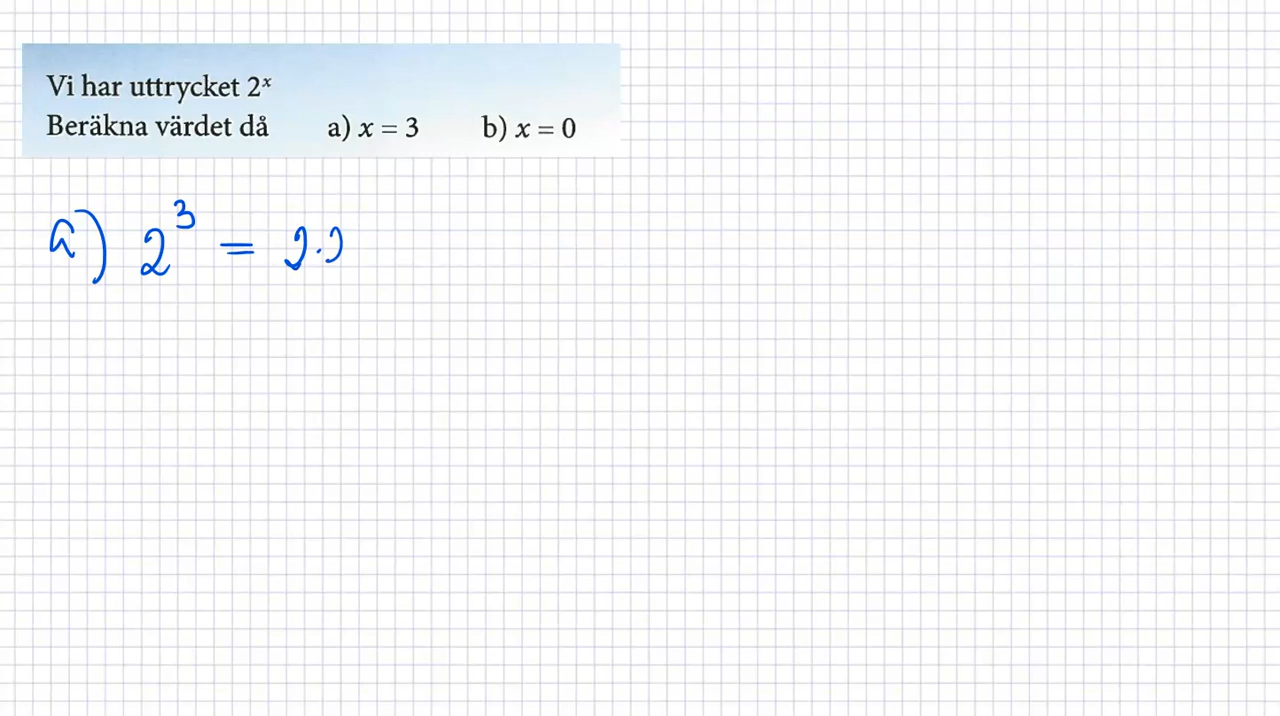 Vi har uttrycket 2ˣ
Beräkna värdet då a) x = 3 b) x = 0
a) 2³ = 2·2